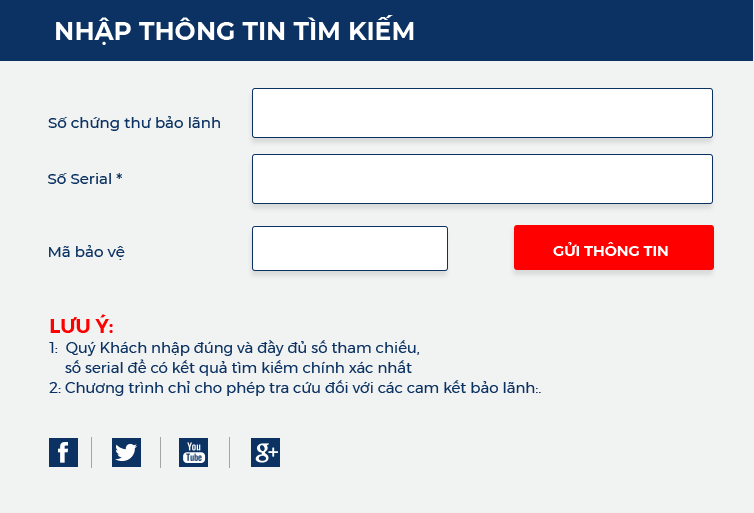 NHẬP THÔNG TIN TÌM KIẾM
Số chứng thư bảo lãnh
Số Serial *
Mã bảo vệ
GỬI THÔNG TIN
LƯU Ý:
1: Quý Khách nhập đúng và đầy đủ số tham chiếu,
số serial để có kết quả tìm kiếm chính xác nhất
2: Chương trình chỉ cho phép tra cứu đối với các cam kết bảo lãnh:.
f
You
Tube
g+